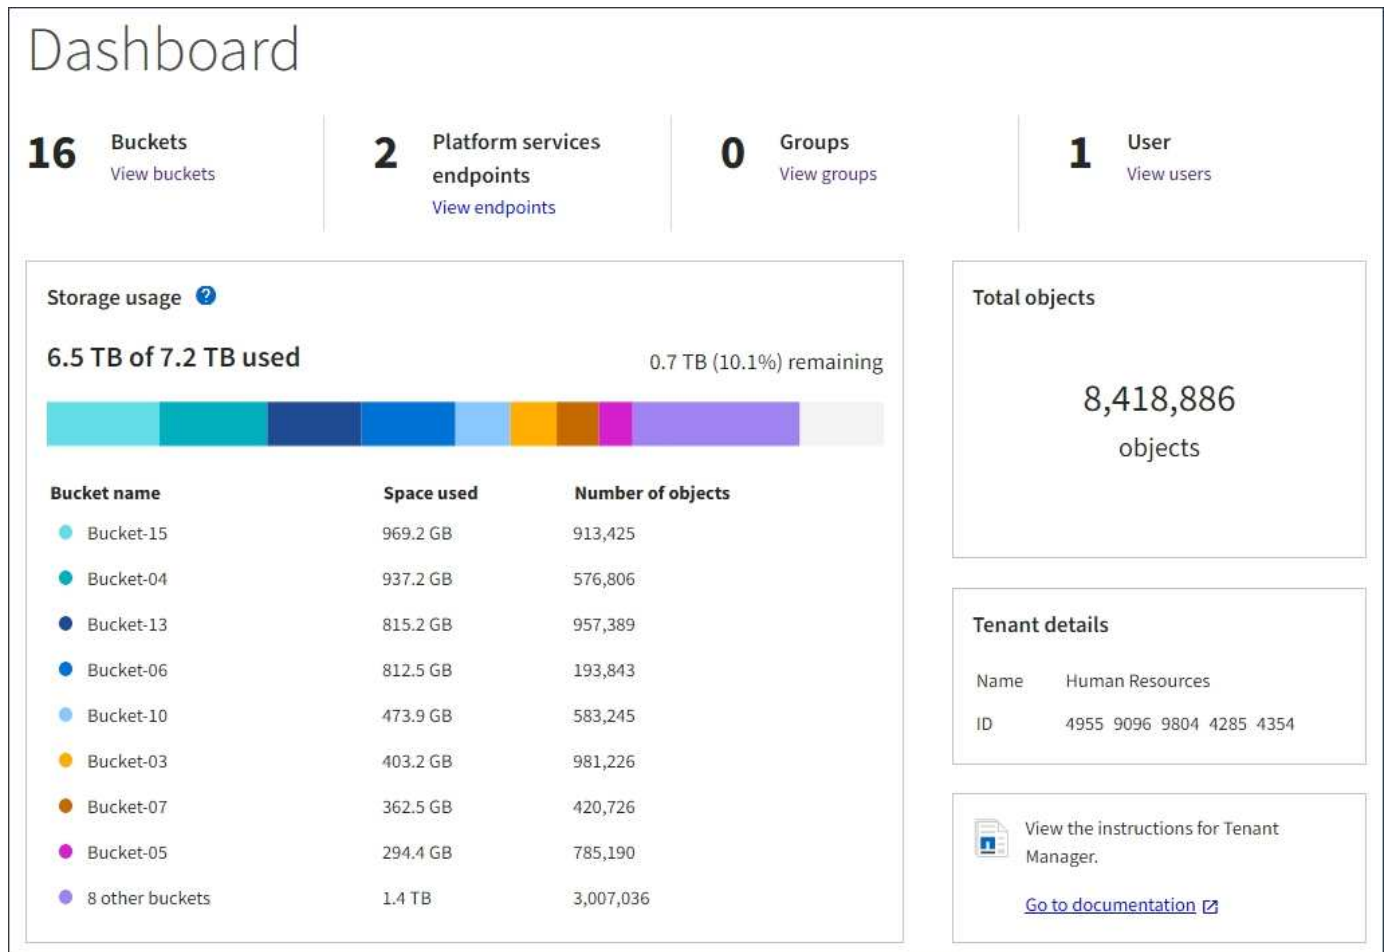 Dashboard
16 Buckets
View buckets
2 Platform services
endpoints
View endpoints
0 Groups
View groups
1 User
View users
Storage usage ?
6.5 TB of 7.2 TB used
0.7 TB (10.1%) remaining
Bucket name Space used Number of objects
Bucket-15 969.2 GB 913,425
Bucket-04 937.2 GB 576,806
Bucket-13 815.2 GB 957,389
Bucket-06 812.5 GB 193,843
Bucket-10 473.9 GB 583,245
Bucket-03 403.2 GB 981,226
Bucket-07 362.5 GB 420,726
Bucket-05 294.4 GB 785,190
8 other buckets 1.4 TB 3,007,036
Total objects
8,418,886
objects
Tenant details
Name Human Resources
ID 4955 9096 9804 4285 4354
View the instructions for Tenant
Manager.
Go to documentation